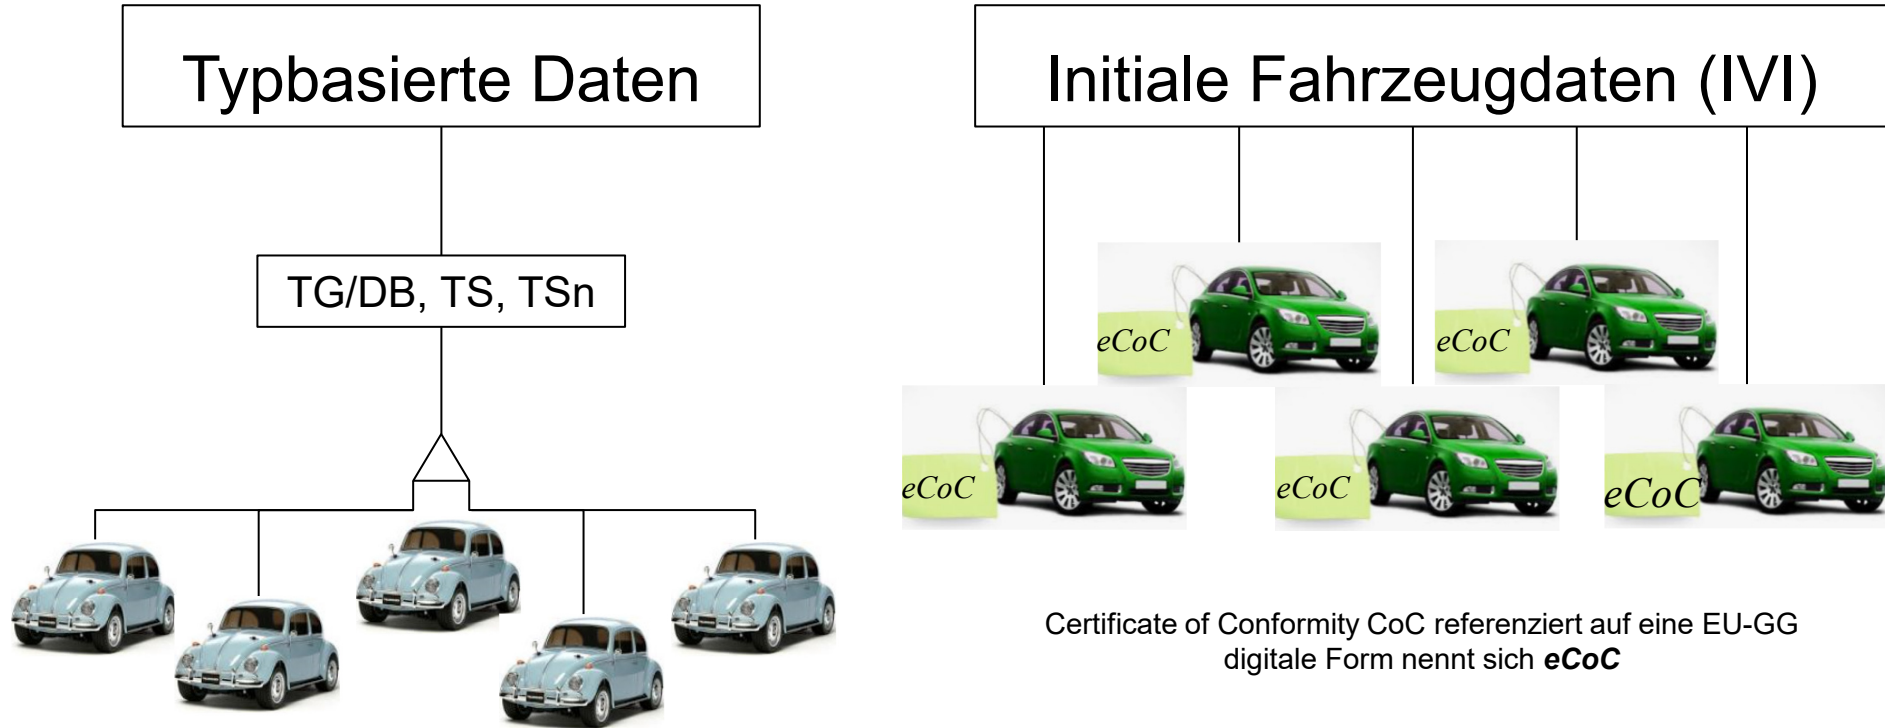 Typbasierte Daten
Initiale Fahrzeugdaten (IVI)
TG/DB, TS, TSn
eCoC
eCoC
eCoC
eCoC
eCoC
Certificate of Conformity CoC referenziert auf eine EU-GG
digitale Form nennt sich eCoC